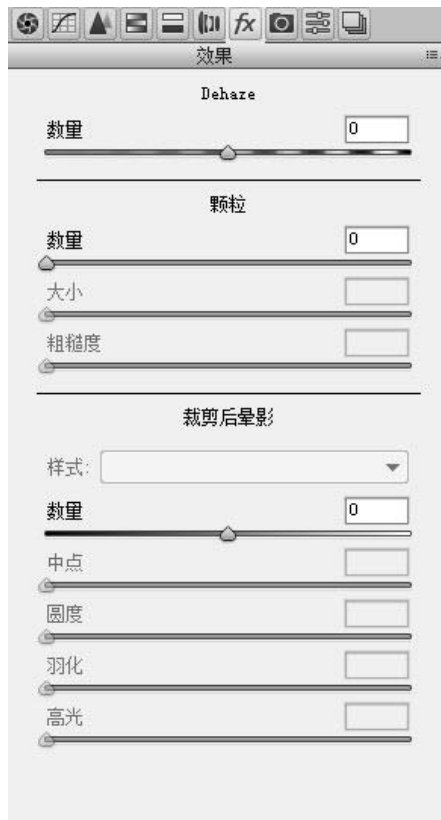 fx
效果
Dehaze
数量 0
颗粒
数量 0
大小
粗糙度
裁剪后晕影
样式:
数量 0
中点
圆度
羽化
高光